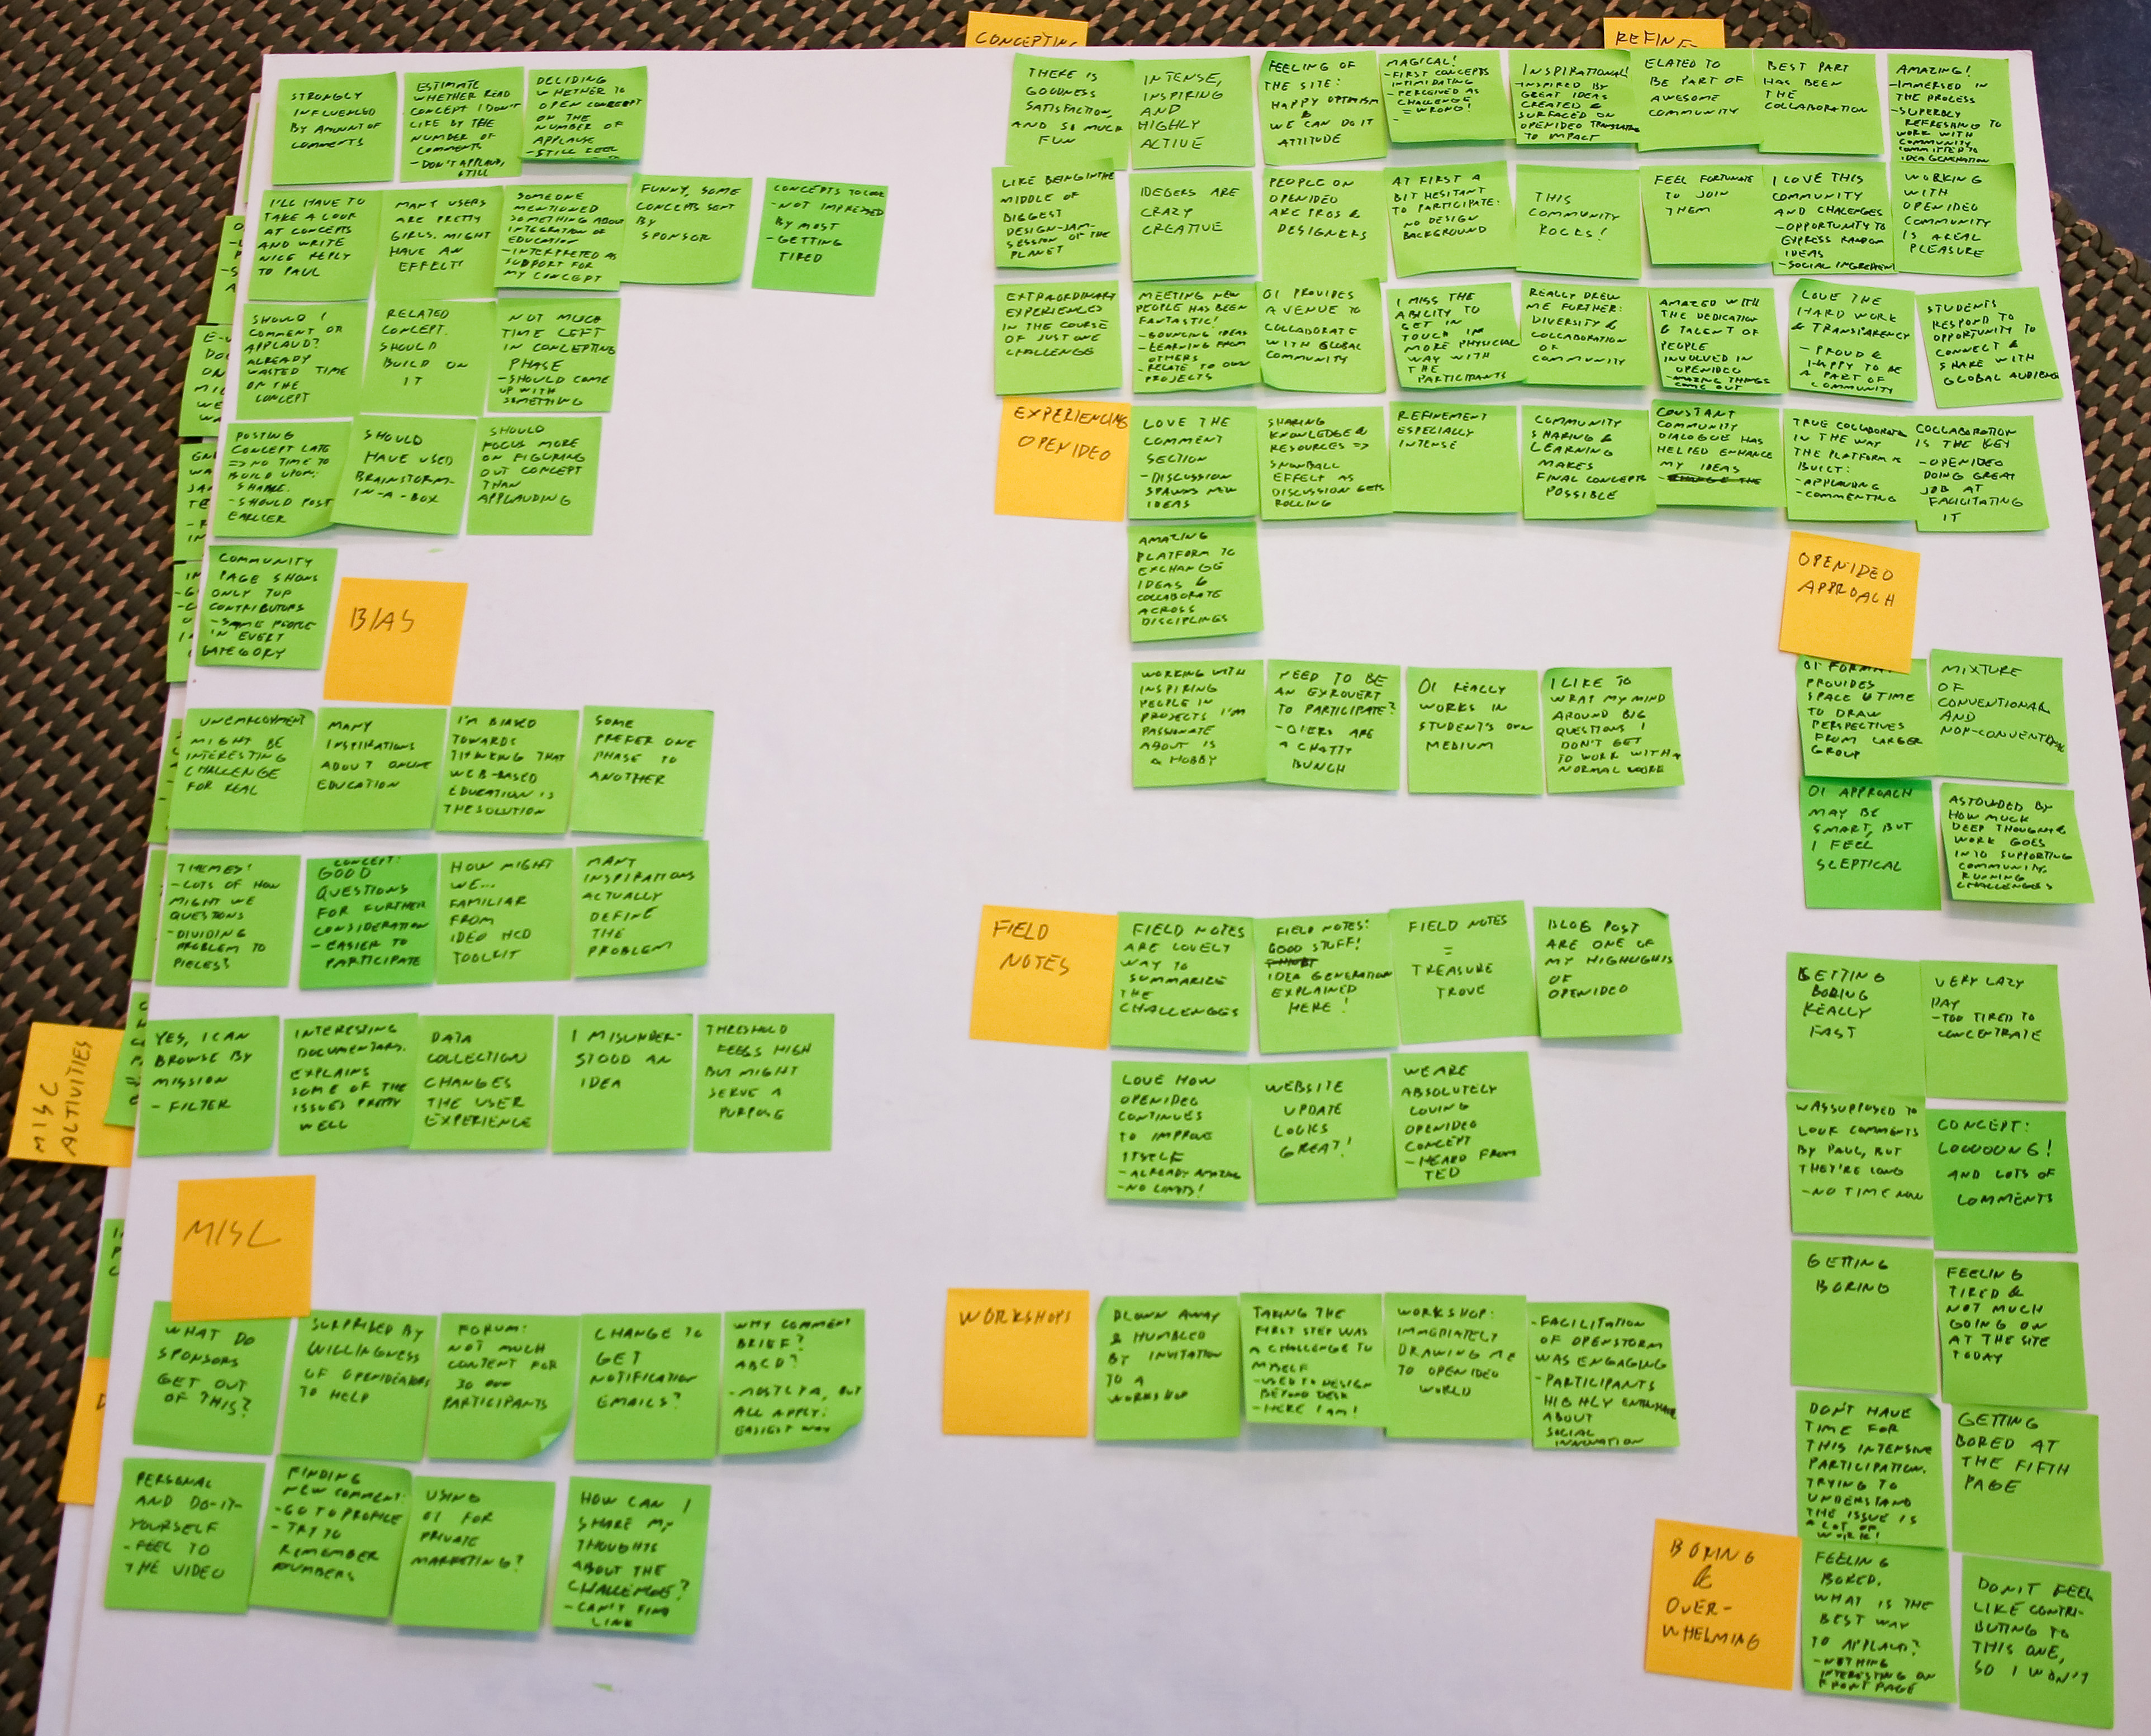 CONCEPTING
REFINE
STRONGLY
INFLUENCED
BY AMOUNT OF
COMMENTS
ESTIMATE
WHETHER READ
CONCEPT I DON'T
LIKE BY THE
NUMBER OF
COMMENTS
- DON'T APPLAUD,
STILL
DECIDING
WHETHER TO
OPEN CONCEPT
ON THE
NUMBER OF
APPLAUSE
- STILL FEEL
I'LL HAVE TO
TAKE A LOOK
AT CONCEPTS
AND WRITE
NICE REPLY
TO PAUL
MANY USERS
ARE PRETTY
GIRLS. MIGHT
HAVE AN
EFFECT!
SOMEONE
MENTIONED
SOMETHING ABOUT
INTEGRATION OF
EDUCATION
- INTERPRETED AS
SUPPORT FOR
MY CONCEPT
FUNNY, SOME
CONCEPTS SENT
BY
SPONSOR
CONCEPTS TO LOOK
- NOT IMPRESSED
BY MOST
- GETTING
TIRED
SHOULD I
COMMENT OR
APPLAUD?
ALREADY
WASTED TIME
ON THE
CONCEPT
RELATED
CONCEPT.
SHOULD
BUILD ON
IT
NOT MUCH
TIME LEFT
IN CONCEPTING
PHASE
- SHOULD COME
UP WITH
SOMETHING
POSTING
CONCEPT LATE
=> NO TIME TO
BUILD UPON:
SHAME.
- SHOULD POST
EARLIER
SHOULD
HAVE USED
BRAINSTORM-
IN-A-BOX
SHOULD
FOCUS MORE
ON FIGURING
OUT CONCEPT
THAN
APPLAUDING
COMMUNITY
PAGE SHOWS
ONLY TOP
CONTRIBUTORS
- SAME PEOPLE
IN EVERY
CATEGORY
BIAS
UNEMPLOYMENT
MIGHT BE
INTERESTING
CHALLENGE
FOR REAL
MANY
INSPIRATIONS
ABOUT ONLINE
EDUCATION
I'M BIASED
TOWARDS
THINKING THAT
WEB-BASED
EDUCATION IS
THE SOLUTION
SOME
PREFER ONE
PHASE TO
ANOTHER
THEMES!
- LOTS OF HOW
MIGHT WE
QUESTIONS
- DIVIDING
PROBLEM TO
PIECES?
CONCEPT:
GOOD
QUESTIONS
FOR FURTHER
CONSIDERATION
- EASIER TO
PARTICIPATE
HOW MIGHT
WE...
FAMILIAR
FROM
IDEO HCD
TOOLKIT
MANY
INSPIRATIONS
ACTUALLY
DEFINE
THE
PROBLEM
MISC
ACTIVITIES
YES, I CAN
BROWSE BY
MISSION
- FILTER
INTERESTING
DOCUMENTARY.
EXPLAINS
SOME OF THE
ISSUES PRETTY
WELL
DATA
COLLECTION
CHANGES
THE USER
EXPERIENCE
I MISUNDER-
STOOD AN
IDEA
THRESHOLD
FEELS HIGH
BUT MIGHT
SERVE A
PURPOSE
MISC
WHAT DO
SPONSORS
GET OUT
OF THIS?
SURPRISED BY
WILLINGNESS
OF OPENIDEATORS
TO HELP
FORUM:
NOT MUCH
CONTENT FOR
30 000
PARTICIPANTS
CHANGE TO
GET
NOTIFICATION
EMAILS?
WHY COMMENT
BRIEF?
ABCD?
- MOSTLY A, BUT
ALL APPLY:
EASIEST WAY
PERSONAL
AND DO-IT-
YOURSELF
- FEEL TO
THE VIDEO
FINDING
NEW COMMENT:
- GO TO PROFILE
- TRY TO
REMEMBER
NUMBERS
USING
OI FOR
PRIVATE
MARKETING?
HOW CAN I
SHARE MY
THOUGHTS
ABOUT THE
CHALLENGE?
- CAN'T FIND
LINK
THERE IS
GOODNESS
SATISFACTION,
AND SO MUCH
FUN
INTENSE,
INSPIRING
AND
HIGHLY
ACTIVE
FEELING OF
THE SITE:
HAPPY OPTIMISM
&
WE CAN DO IT
ATTITUDE
MAGICAL!
- FIRST CONCEPTS
INTIMIDATING
- PERCEIVED AS
CHALLENGE
= WRONG!
INSPIRATIONAL!
- INSPIRED BY
GREAT IDEAS
CREATED &
SURFACED ON
OPENIDEO TRANSLATING
TO IMPACT
ELATED TO
BE PART OF
AWESOME
COMMUNITY
BEST PART
HAS BEEN
THE
COLLABORATION
AMAZING!
- IMMERSED IN
THE PROCESS
- SUPERBLY
REFRESHING TO
WORK WITH
COMMUNITY
COMMITTED TO
IDEA GENERATION
LIKE BEING IN THE
MIDDLE OF
BIGGEST
DESIGN-JAM-
SESSION OF THE
PLANET
IDEOERS ARE
CRAZY
CREATIVE
PEOPLE ON
OPENIDEO
ARE PROS &
DESIGNERS
AT FIRST A
BIT HESITANT
TO PARTICIPATE:
NO DESIGN
BACKGROUND
THIS
COMMUNITY
ROCKS!
FEEL FORTUNATE
TO JOIN
THEM
I LOVE THIS
COMMUNITY
AND CHALLENGES
- OPPORTUNITY TO
EXPRESS RANDOM
IDEAS
- SOCIAL INGREDIENT
WORKING
WITH
OPENIDEO
COMMUNITY
IS A REAL
PLEASURE
EXTRAORDINARY
EXPERIENCES
IN THE COURSE
OF JUST ONE
CHALLENGE
MEETING NEW
PEOPLE HAS BEEN
FANTASTIC!
- BOUNCING IDEAS
- LEARNING FROM
OTHERS
- RELATE TO OWN
PROJECTS
OI PROVIDES
A VENUE TO
COLLABORATE
WITH GLOBAL
COMMUNITY
I MISS THE
ABILITY TO
GET IN
TOUCH IN
MORE PHYSICAL
WAY WITH
THE
PARTICIPANTS
REALLY DREW
ME FURTHER:
DIVERSITY &
COLLABORATION
OF
COMMUNITY
AMAZED WITH
THE DEDICATION
& TALENT OF
PEOPLE
INVOLVED IN
OPENIDEO
- AMAZING THINGS
COME OUT
LOVE THE
HARD WORK
& TRANSPARENCY
- PROUD &
HAPPY TO BE
A PART OF
COMMUNITY
STUDENTS
RESPOND TO
OPPORTUNITY TO
CONNECT &
SHARE WITH
GLOBAL AUDIENCE
EXPERIENCING
OPENIDEO
LOVE THE
COMMENT
SECTION
- DISCUSSION
SPAWNS NEW
IDEAS
SHARING
KNOWLEDGE &
RESOURCES =>
SNOWBALL
EFFECT AS
DISCUSSION GETS
ROLLING
REFINEMENT
ESPECIALLY
INTENSE
COMMUNITY
SHARING &
LEARNING
MAKES
FINAL CONCEPTS
POSSIBLE
CONSTANT
COMMUNITY
DIALOGUE HAS
HELPED ENHANCE
MY IDEAS
TRUE COLLABORATION
IN THE WAY
THE PLATFORM IS
BUILT:
- APPLAUDING
- COMMENTING
COLLABORATION
IS THE KEY
- OPENIDEO
DOING GREAT
JOB AT
FACILITATING
IT
AMAZING
PLATFORM TO
EXCHANGE
IDEAS &
COLLABORATE
ACROSS
DISCIPLINES
OPENIDEO
APPROACH
WORKING WITH
INSPIRING
PEOPLE IN
PROJECTS I'M
PASSIONATE
ABOUT IS
A HOBBY
NEED TO BE
AN EXROVERT
TO PARTICIPATE?
- OIERS ARE
A CHATTY
BUNCH
OI REALLY
WORKS IN
STUDENT'S OWN
MEDIUM
I LIKE TO
WRAP MY MIND
AROUND BIG
QUESTIONS I
DON'T GET
TO WORK WITH A
NORMAL WORK
OI FORMAT
PROVIDES
SPACE & TIME
TO DRAW
PERSPECTIVES
FROM LARGER
GROUP
MIXTURE
OF
CONVENTIONAL
AND
NON-CONVENTIONAL
OI APPROACH
MAY BE
SMART, BUT
I FEEL
SCEPTICAL
ASTOUNDED BY
HOW MUCH
DEEP THOUGHT &
WORK GOES
INTO SUPPORTING
COMMUNITY,
RUNNING
CHALLENGES
FIELD
NOTES
FIELD NOTES
ARE LOVELY
WAY TO
SUMMARIZE
THE
CHALLENGES
FIELD NOTES:
GOOD STUFF!
IDEA GENERATION
EXPLAINED
HERE!
FIELD NOTES
=
TREASURE
TROVE
BLOG POST
ARE ONE OF
MY HIGHLIGHTS
OF
OPENIDEO
LOVE HOW
OPENIDEO
CONTINUES
TO IMPROVE
ITSELF
- ALREADY AMAZING
- NO LIMITS!
WEBSITE
UPDATE
LOOKS
GREAT!
WE ARE
ABSOLUTELY
LOVING
OPENIDEO
CONCEPT
- HEARD FROM
TED
WORKSHOPS
BLOWN AWAY
& HUMBLED
BY INVITATION
TO A
WORKSHOP
TAKING THE
FIRST STEP WAS
A CHALLENGE TO
MYSELF
- USED TO DESIGN
BEYOND DESK
- HERE I AM!
WORKSHOP:
IMMEDIATELY
DRAWING ME
TO OPENIDEO
WORLD
- FACILITATION
OF OPENSTORM
WAS ENGAGING
- PARTICIPANTS
HIGHLY ENTHUSIASTIC
ABOUT
SOCIAL
INNOVATION
GETTING
BORING
REALLY
FAST
VERY LAZY
DAY
- TOO TIRED TO
CONCENTRATE
WAS SUPPOSED TO
LOOK COMMENTS
BY PAUL, BUT
THEY'RE LONG
- NO TIME NOW
CONCEPT:
LOOOONG!
AND LOTS OF
COMMENTS
GETTING
BORING
FEELING
TIRED &
NOT MUCH
GOING ON
AT THE SITE
TODAY
DON'T HAVE
TIME FOR
THIS INTENSIVE
PARTICIPATION.
TRYING TO
UNDERSTAND
THE ISSUE IS
A LOT OF
WORK!
GETTING
BORED AT
THE FIFTH
PAGE
BORING
&
OVER-
WHELMING
FEELING
BORED.
WHAT IS THE
BEST WAY
TO APPLAUD?
- NOTHING
INTERESTING ON
FRONT PAGE
DON'T FEEL
LIKE CONTRI-
BUTING TO
THIS ONE,
SO I WON'T